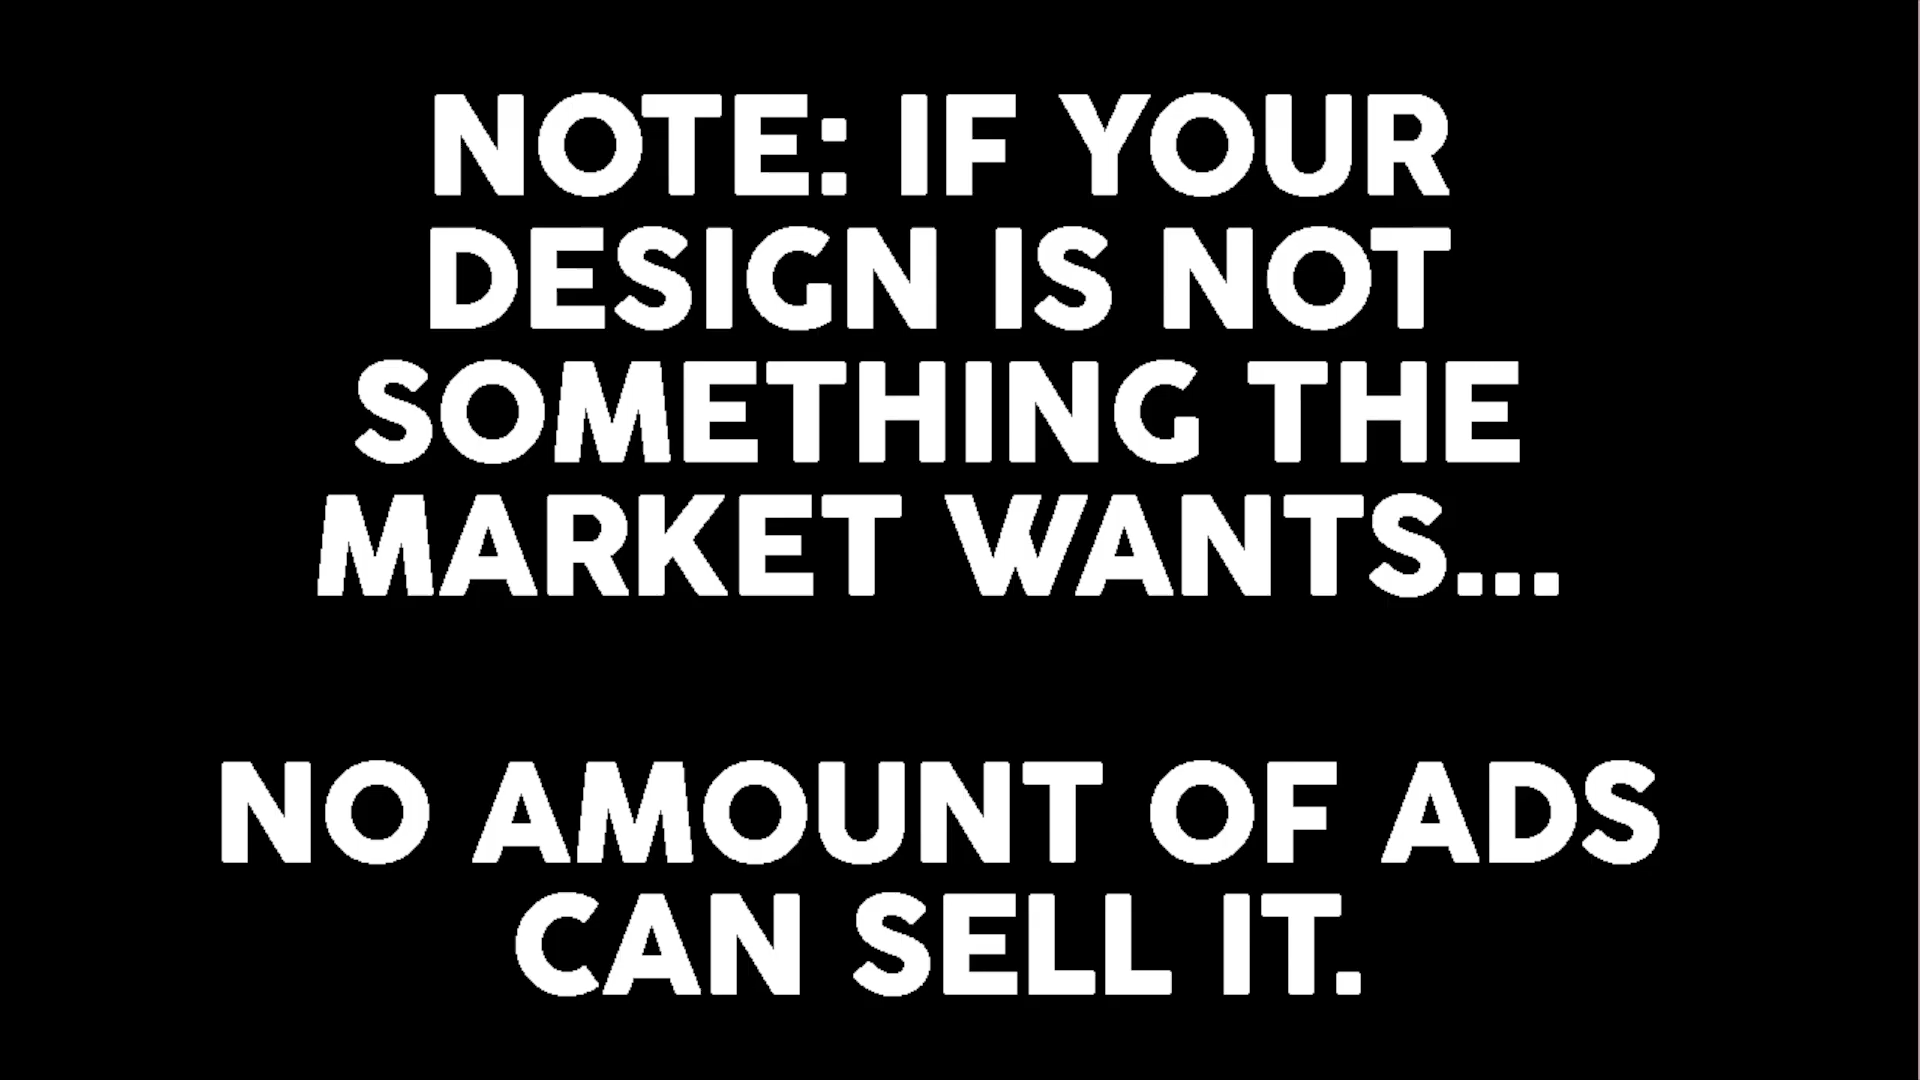 NOTE: IF YOUR
DESIGN IS NOT
SOMETHING THE
MARKET WANTS...
NO AMOUNT OF ADS
CAN SELL IT.